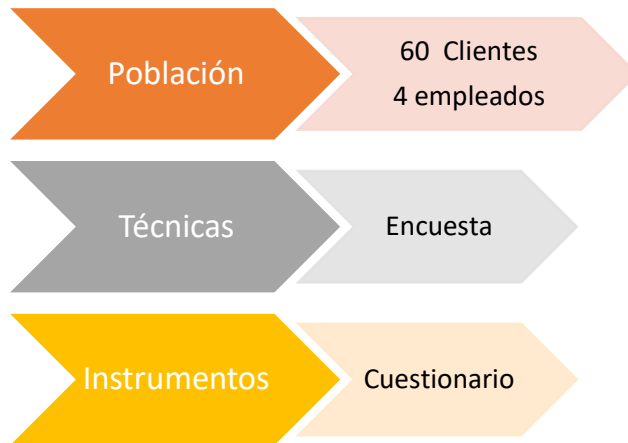 Población
60 Clientes
4 empleados
Técnicas
Encuesta
Instrumentos
Cuestionario